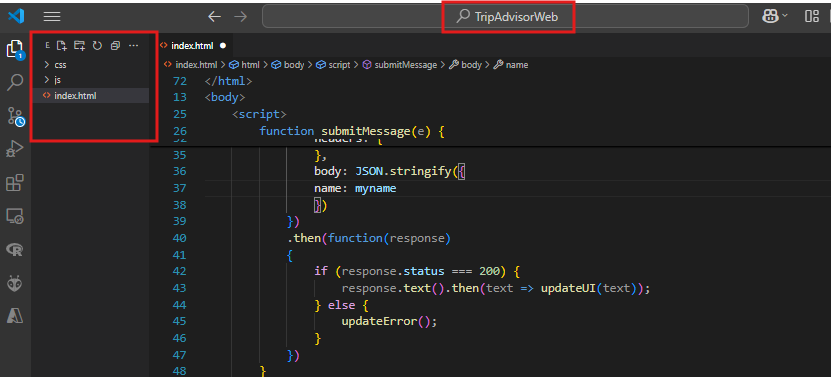 TripAdvisorWeb
E
index.html
css
js
index.html
index.html > html > body > script > submitMessage > body > name
72 </html>
13 <body>
25 <script>
26 function submitMessage(e) {
32 headers: {
35 },
36 body: JSON.stringify({
37 name: myname
38 })
39 })
40 .then(function(response)
41 {
42 if (response.status === 200) {
43 response.text().then(text => updateUI(text));
44 } else {
45 updateError();
46 }
47 })
48 }
1